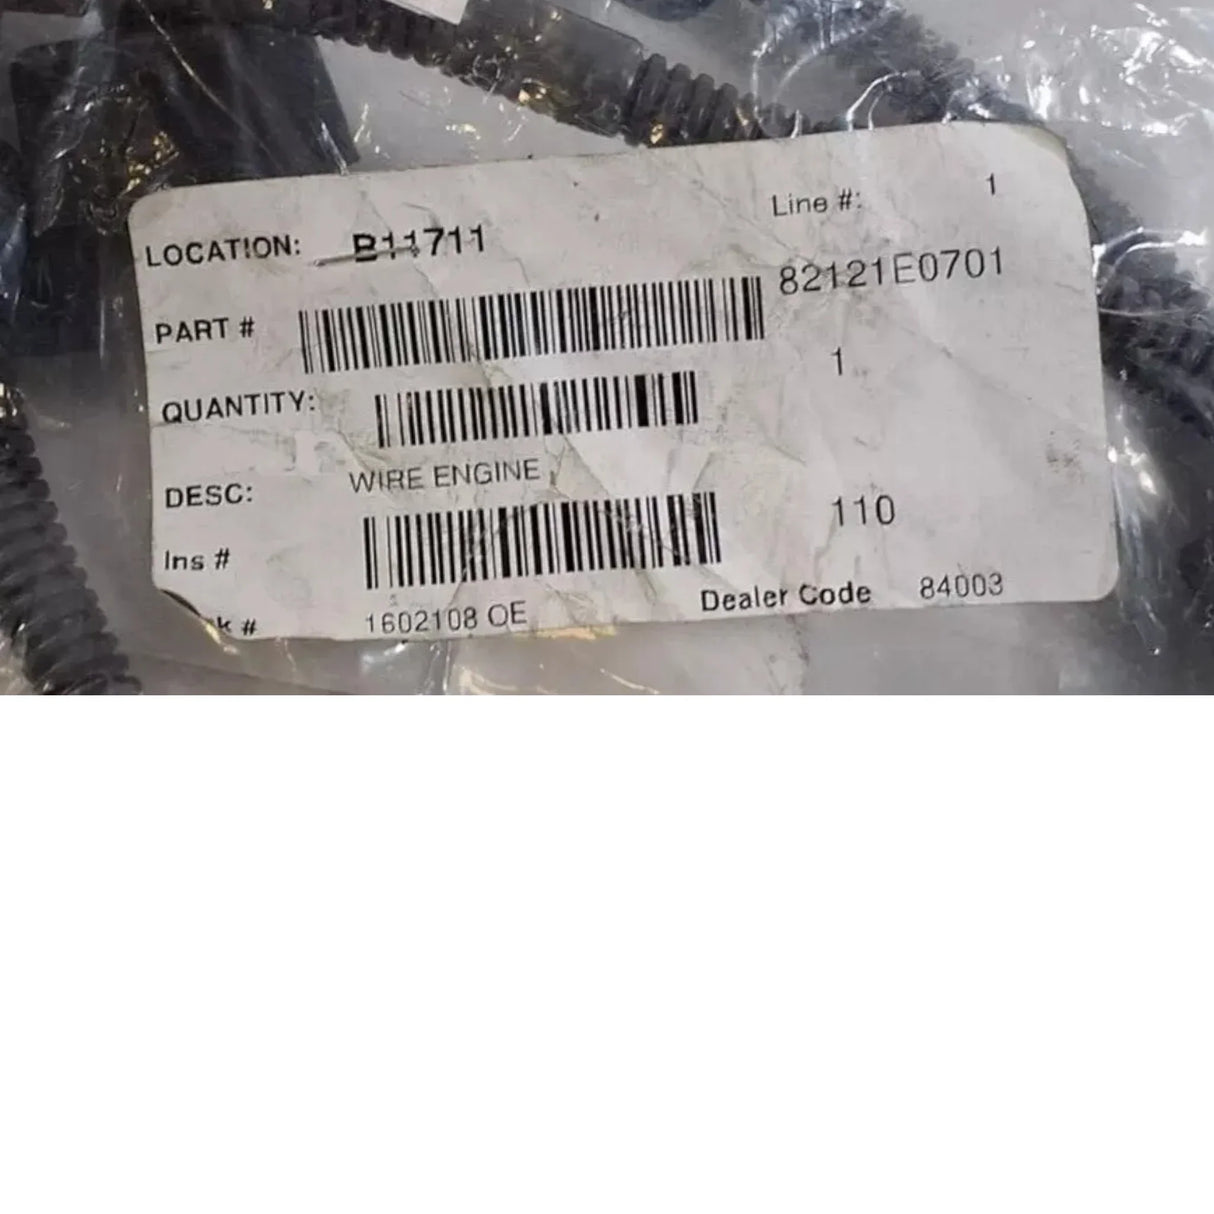 Line #: 1
LOCATION: B11711
PART # 82121E0701
QUANTITY: 1
DESC: WIRE ENGINE
Ins # 110
k # 1602108 OE Dealer Code 84003